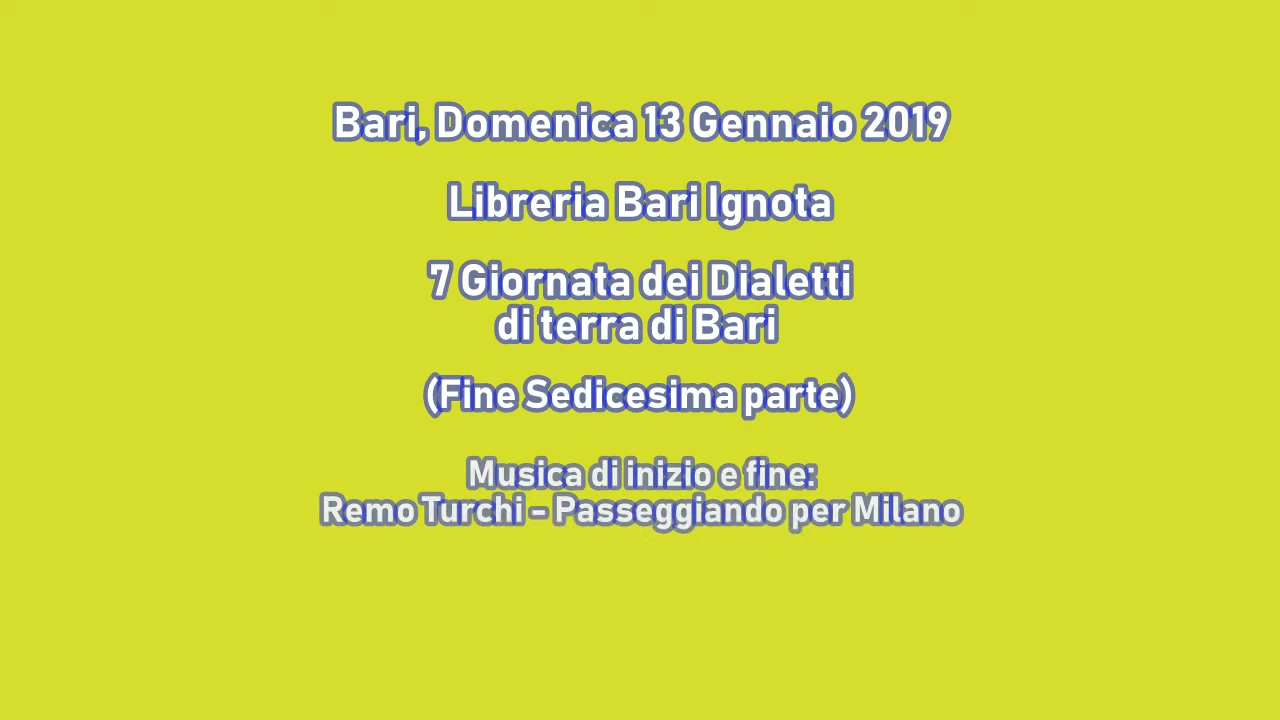 Bari, Domenica 13 Gennaio 2019
Libreria Bari Ignota
7 Giornata dei Dialetti
di terra di Bari
(Fine Sedicesima parte)
Musica di inizio e fine:
Remo Turchi - Passeggiando per Milano